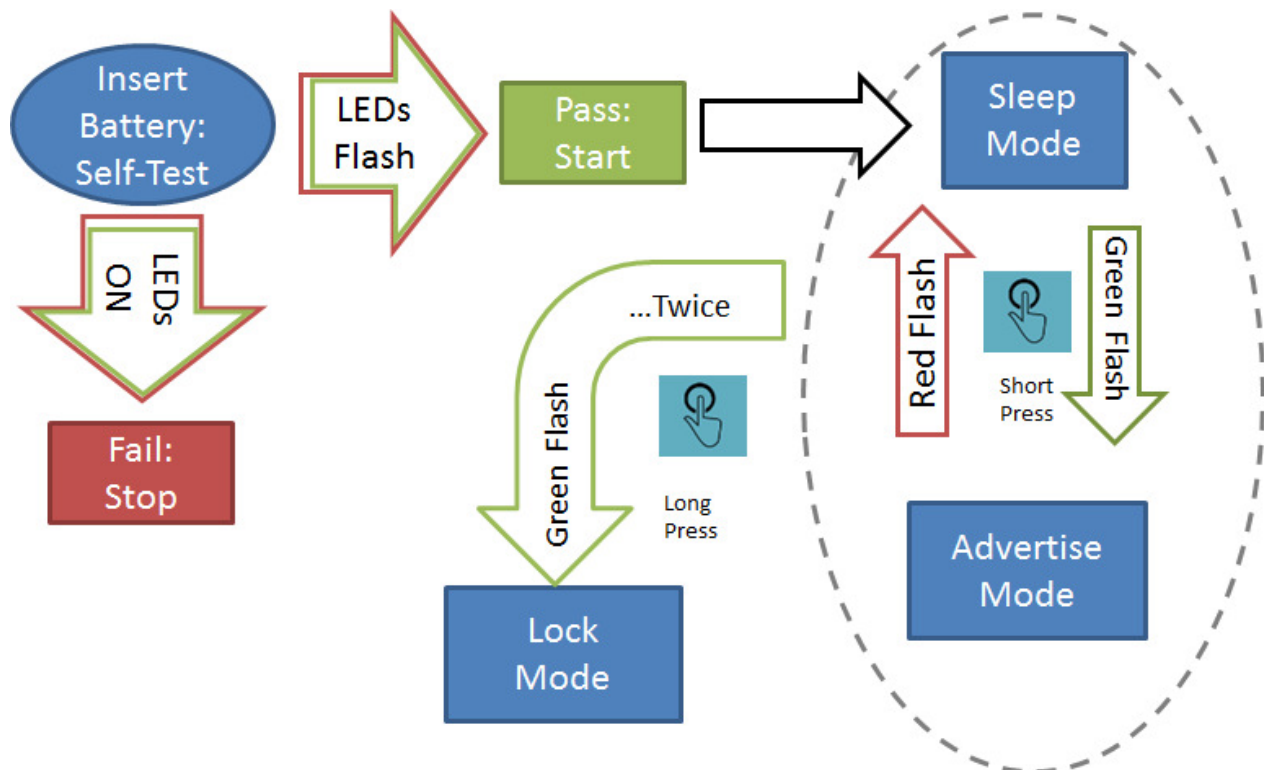 Insert
Battery:
Self-Test
LEDs
Flash
Pass:
Start
Sleep
Mode
LEDs
ON
Fail:
Stop
...Twice
Green Flash
Long
Press
Lock
Mode
Red Flash
Short
Press
Green Flash
Advertise
Mode